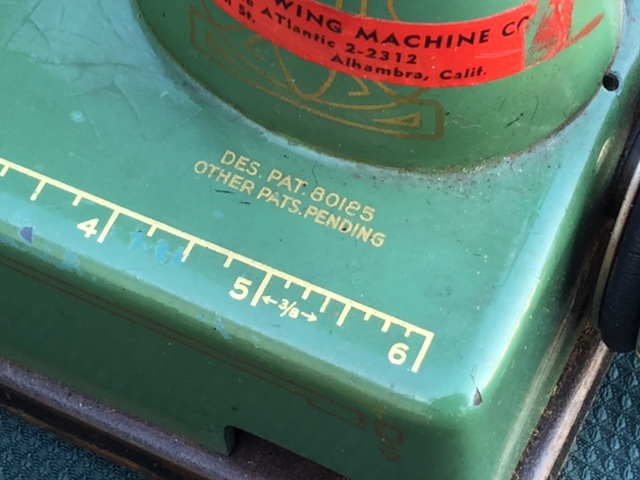 WING MACHINE CO
St. ATlantic 2-2312
Alhambra, Calif.
DES. PAT 80185
OTHER PATS. PENDING
4 5 ←3/8→ 6